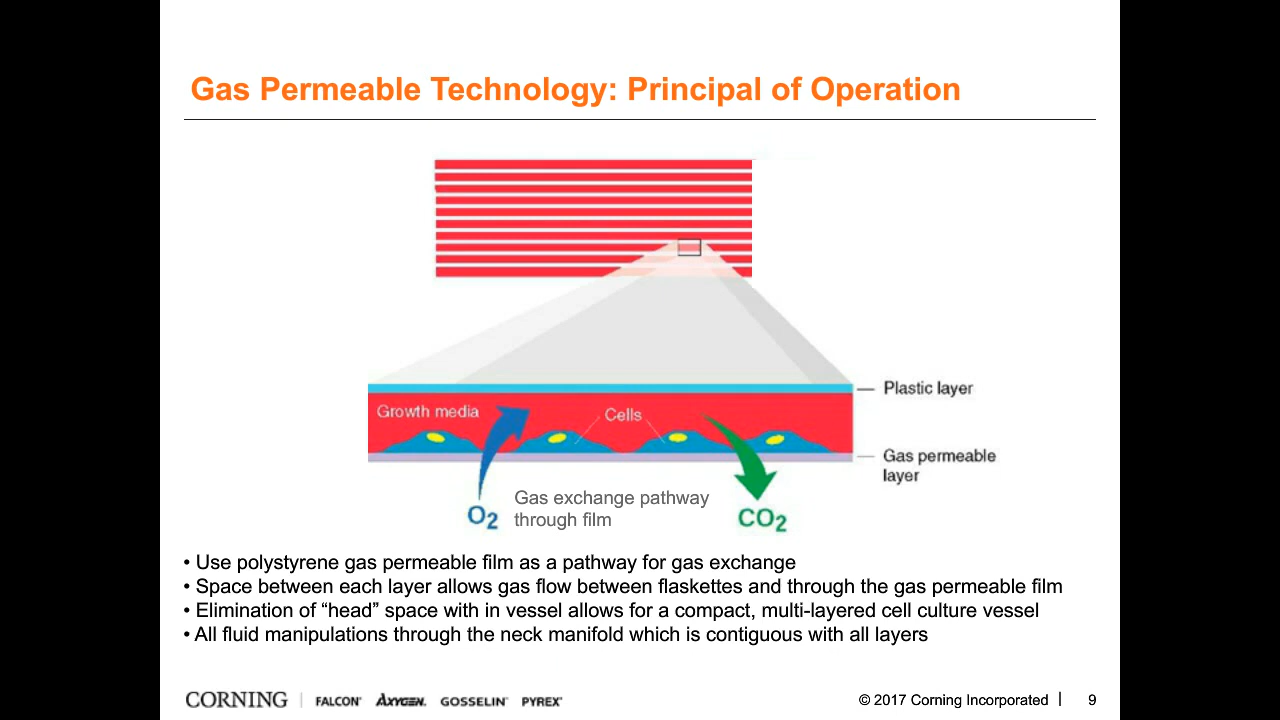 Gas Permeable Technology: Principal of Operation
Plastic layer
Growth media
Cells
Gas permeable
layer
O2
Gas exchange pathway
through film
CO2
• Use polystyrene gas permeable film as a pathway for gas exchange
• Space between each layer allows gas flow between flaskettes and through the gas permeable film
• Elimination of “head” space with in vessel allows for a compact, multi-layered cell culture vessel
• All fluid manipulations through the neck manifold which is contiguous with all layers
CORNING | FALCON® AXYGEN. GOSSELIN™ PYREX®
© 2017 Corning Incorporated | 9